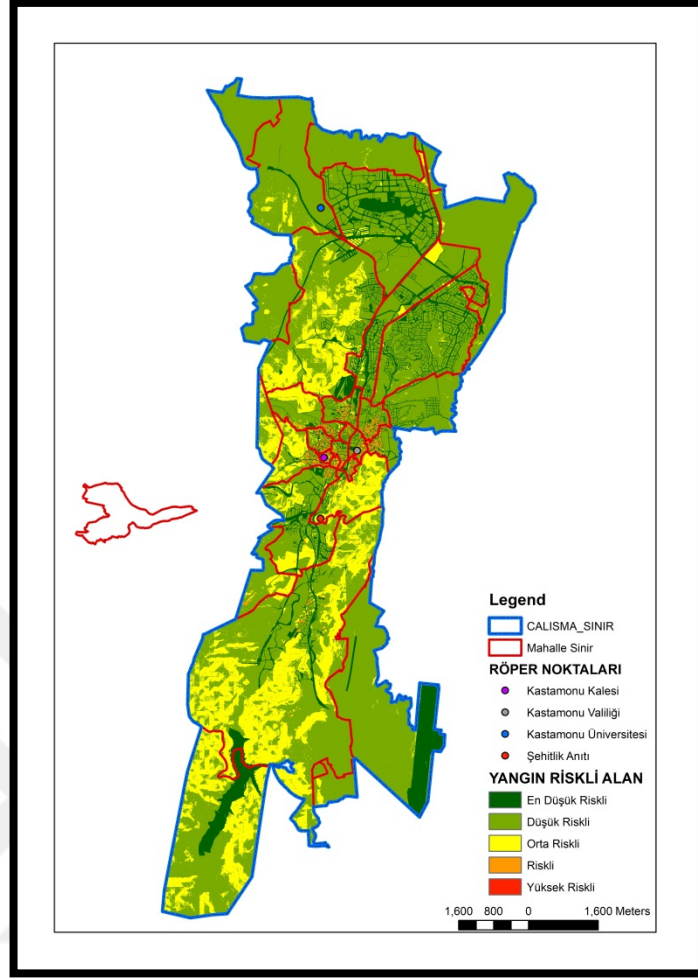 Legend
CALISMA_SINIR
Mahalle Sinir
RÖPER NOKTALARI
Kastamonu Kalesi
Kastamonu Valiliği
Kastamonu Üniversitesi
Şehitlik Anıtı
YANGIN RİSKLİ ALAN
En Düşük Riskli
Düşük Riskli
Orta Riskli
Riskli
Yüksek Riskli
1,600 800 0 1,600 Meters